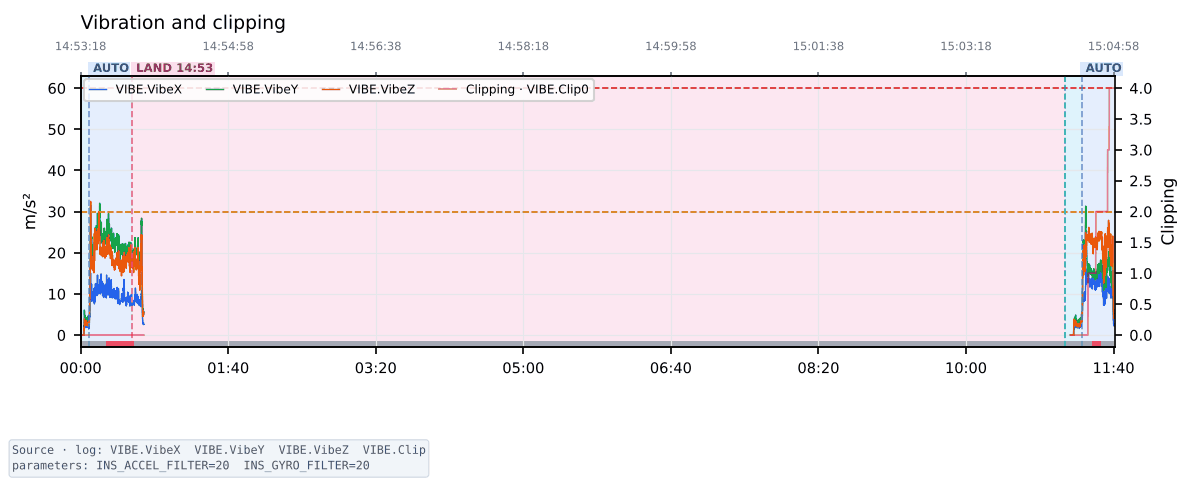 Vibration and clipping
14:53:18 14:54:58 14:56:38 14:58:18 14:59:58 15:01:38 15:03:18 15:04:58
AUTO LAND 14:53 AUTO
VIBE.VibeX VIBE.VibeY VIBE.VibeZ Clipping · VIBE.Clip0
60
50
40
30
20
10
0
m/s²
4.0
3.5
3.0
2.5
2.0
1.5
1.0
0.5
0.0
Clipping
00:00 01:40 03:20 05:00 06:40 08:20 10:00 11:40
Source · log: VIBE.VibeX VIBE.VibeY VIBE.VibeZ VIBE.Clip
parameters: INS_ACCEL_FILTER=20 INS_GYRO_FILTER=20